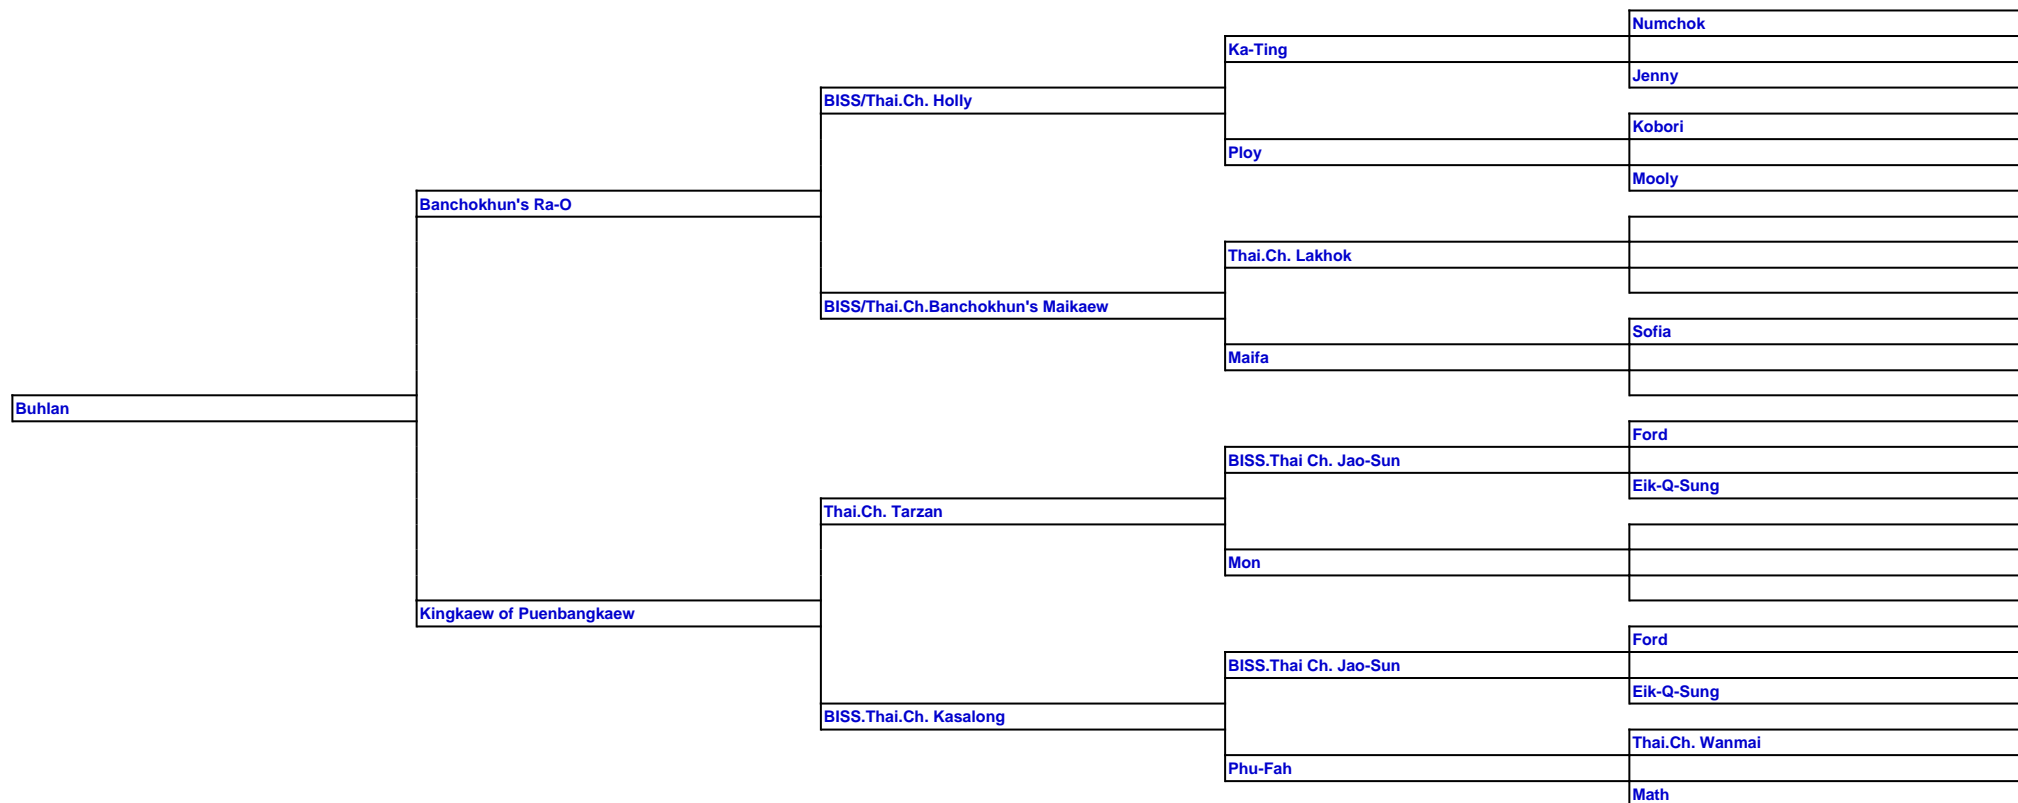 Numchok
Ka-Ting
Jenny
BISS/Thai.Ch. Holly
Kobori
Ploy
Mooly
Banchokhun's Ra-O
Thai.Ch. Lakhok
BISS/Thai.Ch.Banchokhun's Maikaew
Sofia
Maifa
Buhlan
Ford
BISS.Thai Ch. Jao-Sun
Eik-Q-Sung
Thai.Ch. Tarzan
Mon
Kingkaew of Puenbangkaew
Ford
BISS.Thai Ch. Jao-Sun
Eik-Q-Sung
BISS.Thai.Ch. Kasalong
Thai.Ch. Wanmai
Phu-Fah
Math